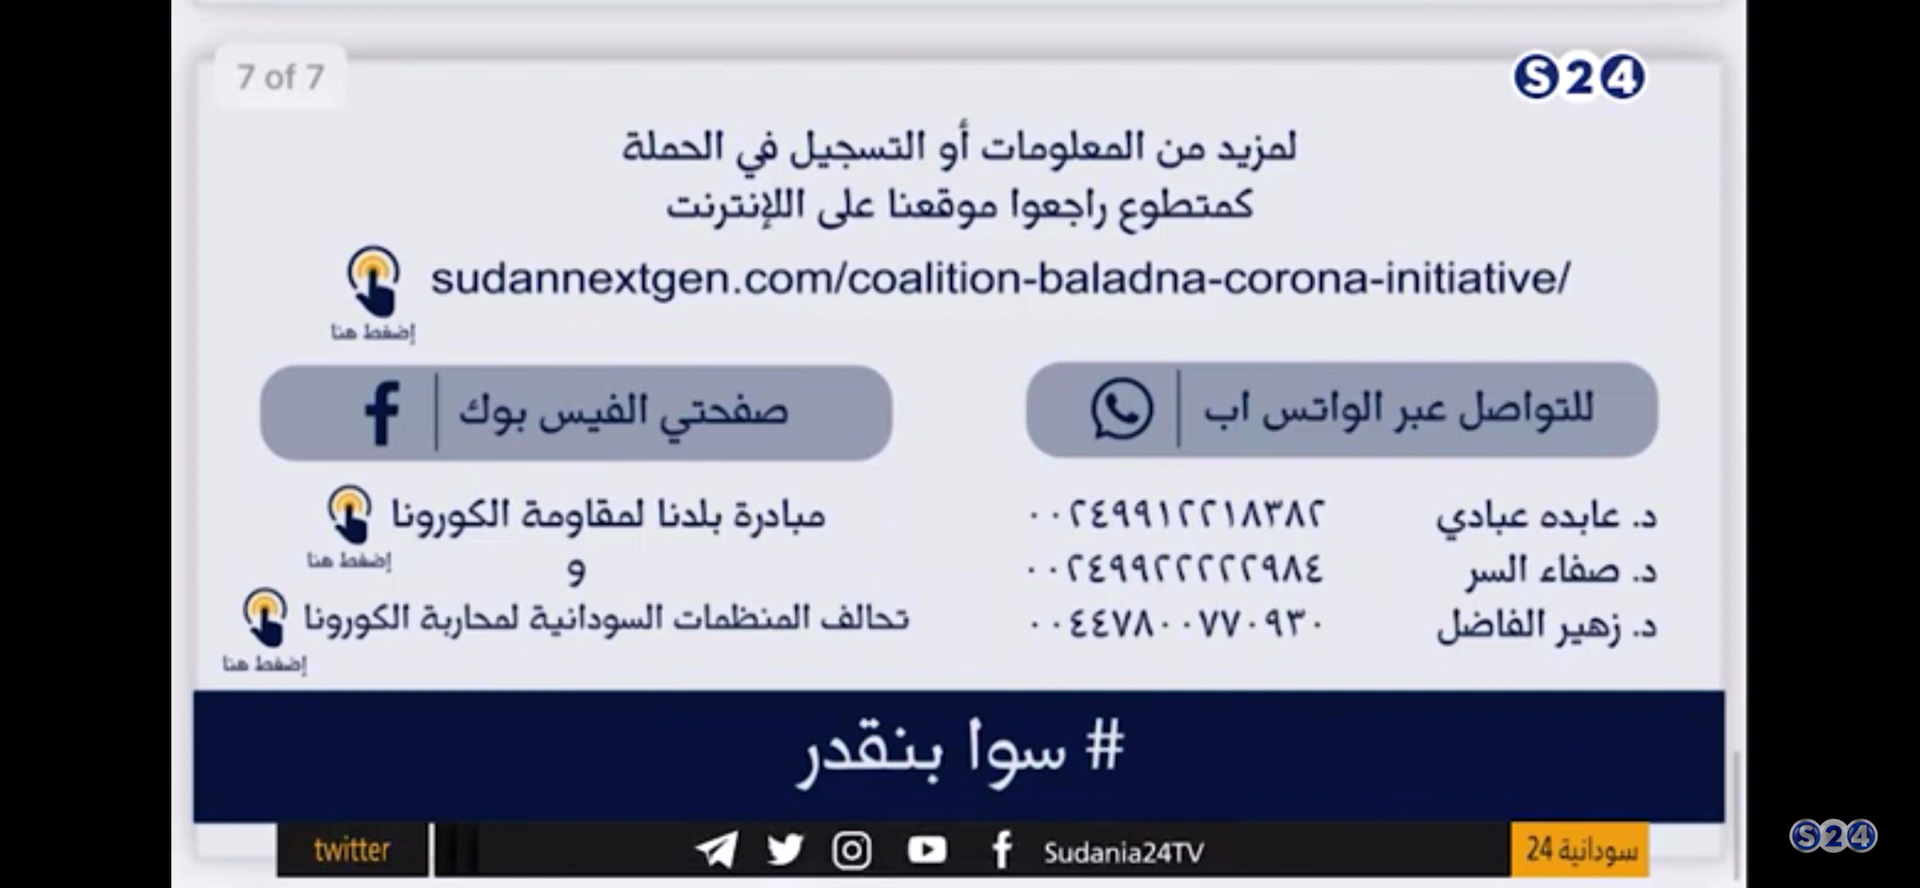 7 of 7
S24
لمزيد من المعلومات أو التسجيل في الحملة
كمتطوع راجعوا موقعنا على اللإنترنت
sudannextgen.com/coalition-baladna-corona-initiative/
إضغط هنا
للتواصل عبر الواتس اب
د. عابده عبادي ٠٠٢٤٩٩١٢٢١٨٣٨٢
د. صفاء السر ٠٠٢٤٩٩٢٢٢٢٢٩٨٤
د. زهير الفاضل ٠٠٤٤٧٨٠٠٧٧٠٩٣٠
صفحتي الفيس بوك
مبادرة بلدنا لمقاومة الكورونا
إضغط هنا
و
تحالف المنظمات السودانية لمحاربة الكورونا
إضغط هنا
# سوا بنقدر
twitter
Sudania24TV
سودانية 24
S24